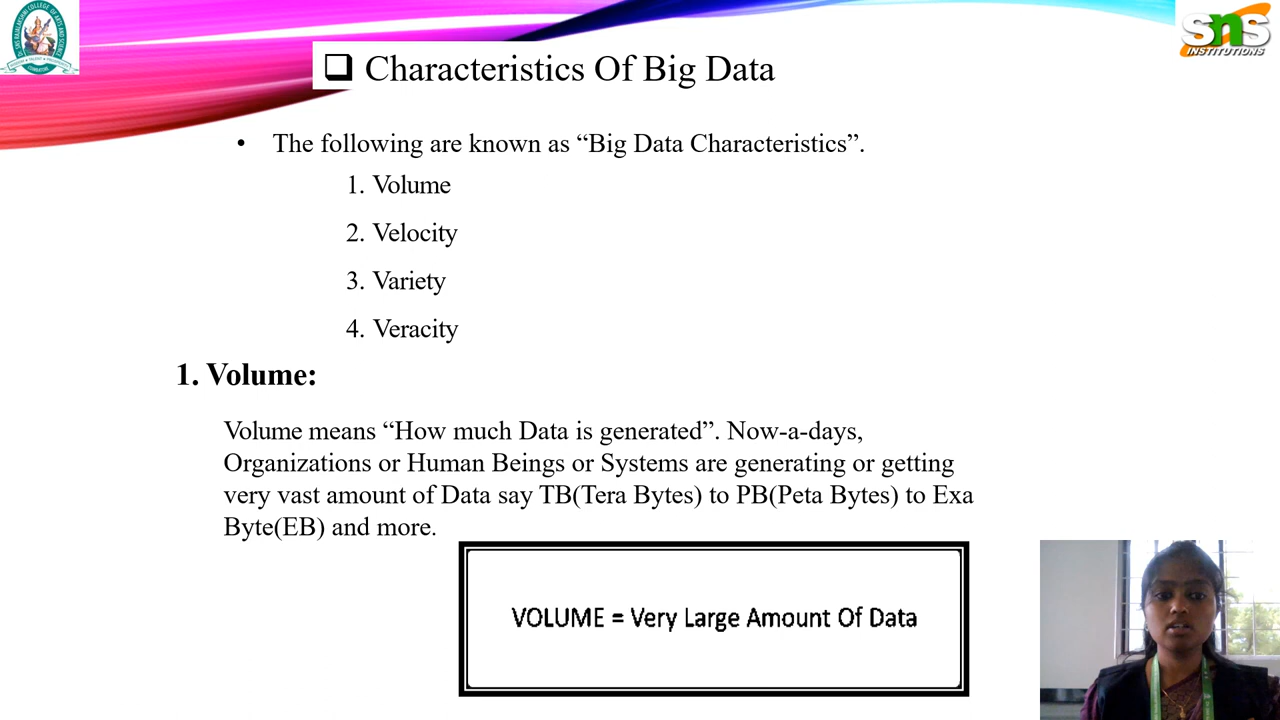 SNS
INSTITUTIONS
❑ Characteristics Of Big Data
• The following are known as “Big Data Characteristics”.
1. Volume
2. Velocity
3. Variety
4. Veracity
1. Volume:
Volume means “How much Data is generated”. Now-a-days,
Organizations or Human Beings or Systems are generating or getting
very vast amount of Data say TB(Tera Bytes) to PB(Peta Bytes) to Exa
Byte(EB) and more.
VOLUME = Very Large Amount Of Data